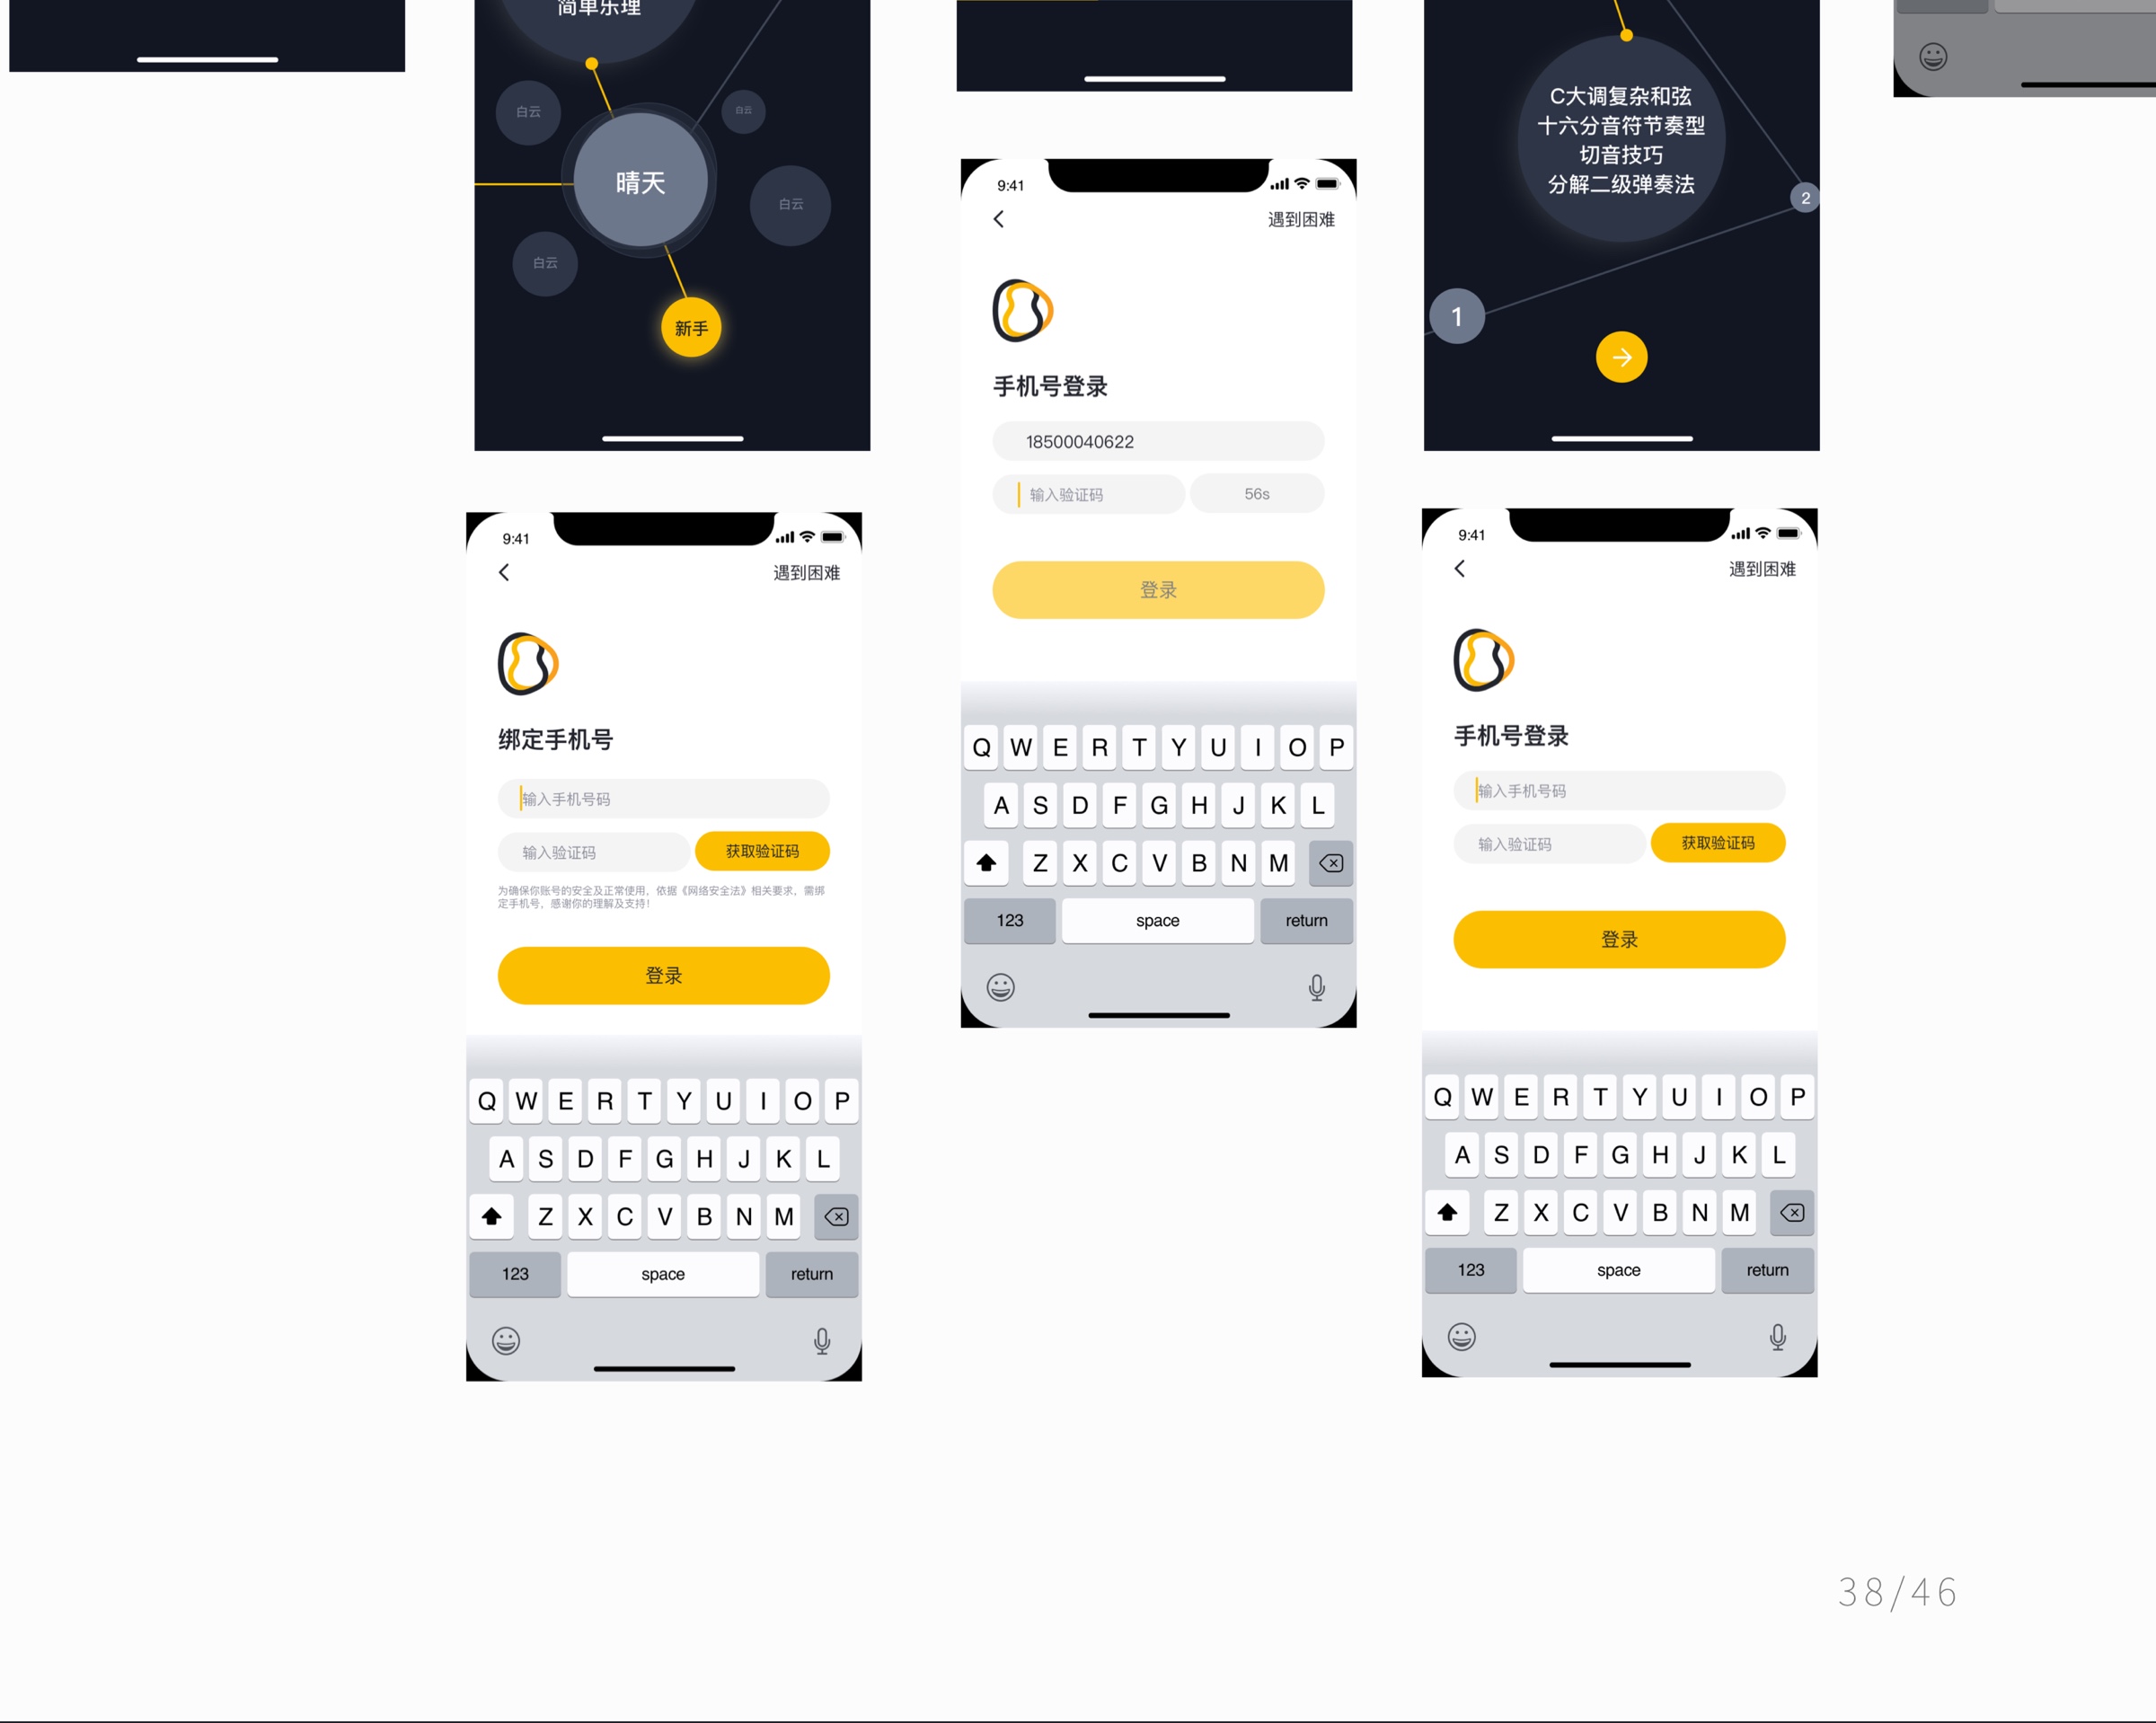 简单乐理
白云
白云
晴天
白云
白云
新手
C大调复杂和弦
十六分音符节奏型
切音技巧
分解二级弹奏法
2
1
9:41
遇到困难
手机号登录
18500040622
输入验证码
56s
登录
Q W E R T Y U I O P
A S D F G H J K L
Z X C V B N M
123 space return
9:41
遇到困难
绑定手机号
输入手机号码
输入验证码
获取验证码
为确保你账号的安全及正常使用，依据《网络安全法》相关要求，需绑
定手机号，感谢你的理解及支持！
登录
Q W E R T Y U I O P
A S D F G H J K L
Z X C V B N M
123 space return
9:41
遇到困难
手机号登录
输入手机号码
输入验证码
获取验证码
登录
Q W E R T Y U I O P
A S D F G H J K L
Z X C V B N M
123 space return
38/46